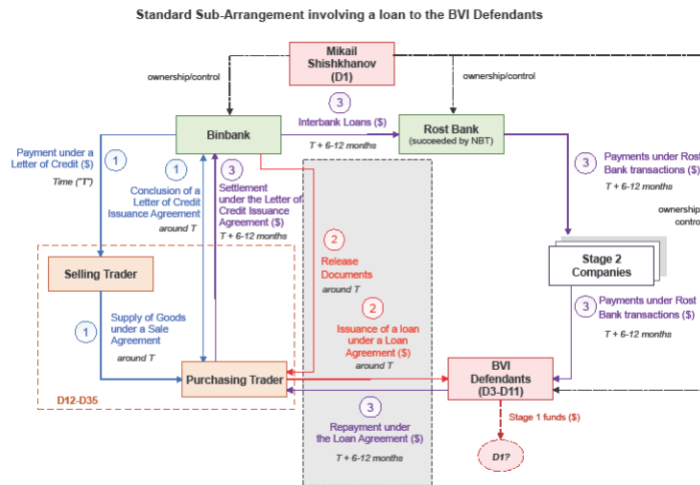 Standard Sub-Arrangement involving a loan to the BVI Defendants
Mikail
Shishkhanov
(D1)
ownership/control
ownership/control
3
Interbank Loans ($)
T + 6-12 months
Binbank
Rost Bank
(succeeded by NBT)
Payment under a
Letter of Credit ($)
Time ("T")
1
1
Conclusion of a
Letter of Credit
Issuance Agreement
around T
3
Settlement
under the Letter of
Credit Issuance
Agreement ($)
T + 6-12 months
3
Payments under Rost
Bank transactions ($)
T + 6-12 months
ownership
contro
2
Release
Documents
around T
Selling Trader
Stage 2
Companies
1
Supply of Goods
under a Sale
Agreement
around T
2
Issuance of a loan
under a Loan
Agreement ($)
around T
3
Payments under Rost
Bank transactions ($)
T + 6-12 months
Purchasing Trader
BVI
Defendants
(D3-D11)
D12-D35
3
Repayment under
the Loan Agreement ($)
T + 6-12 months
Stage 1 funds ($)
D1?